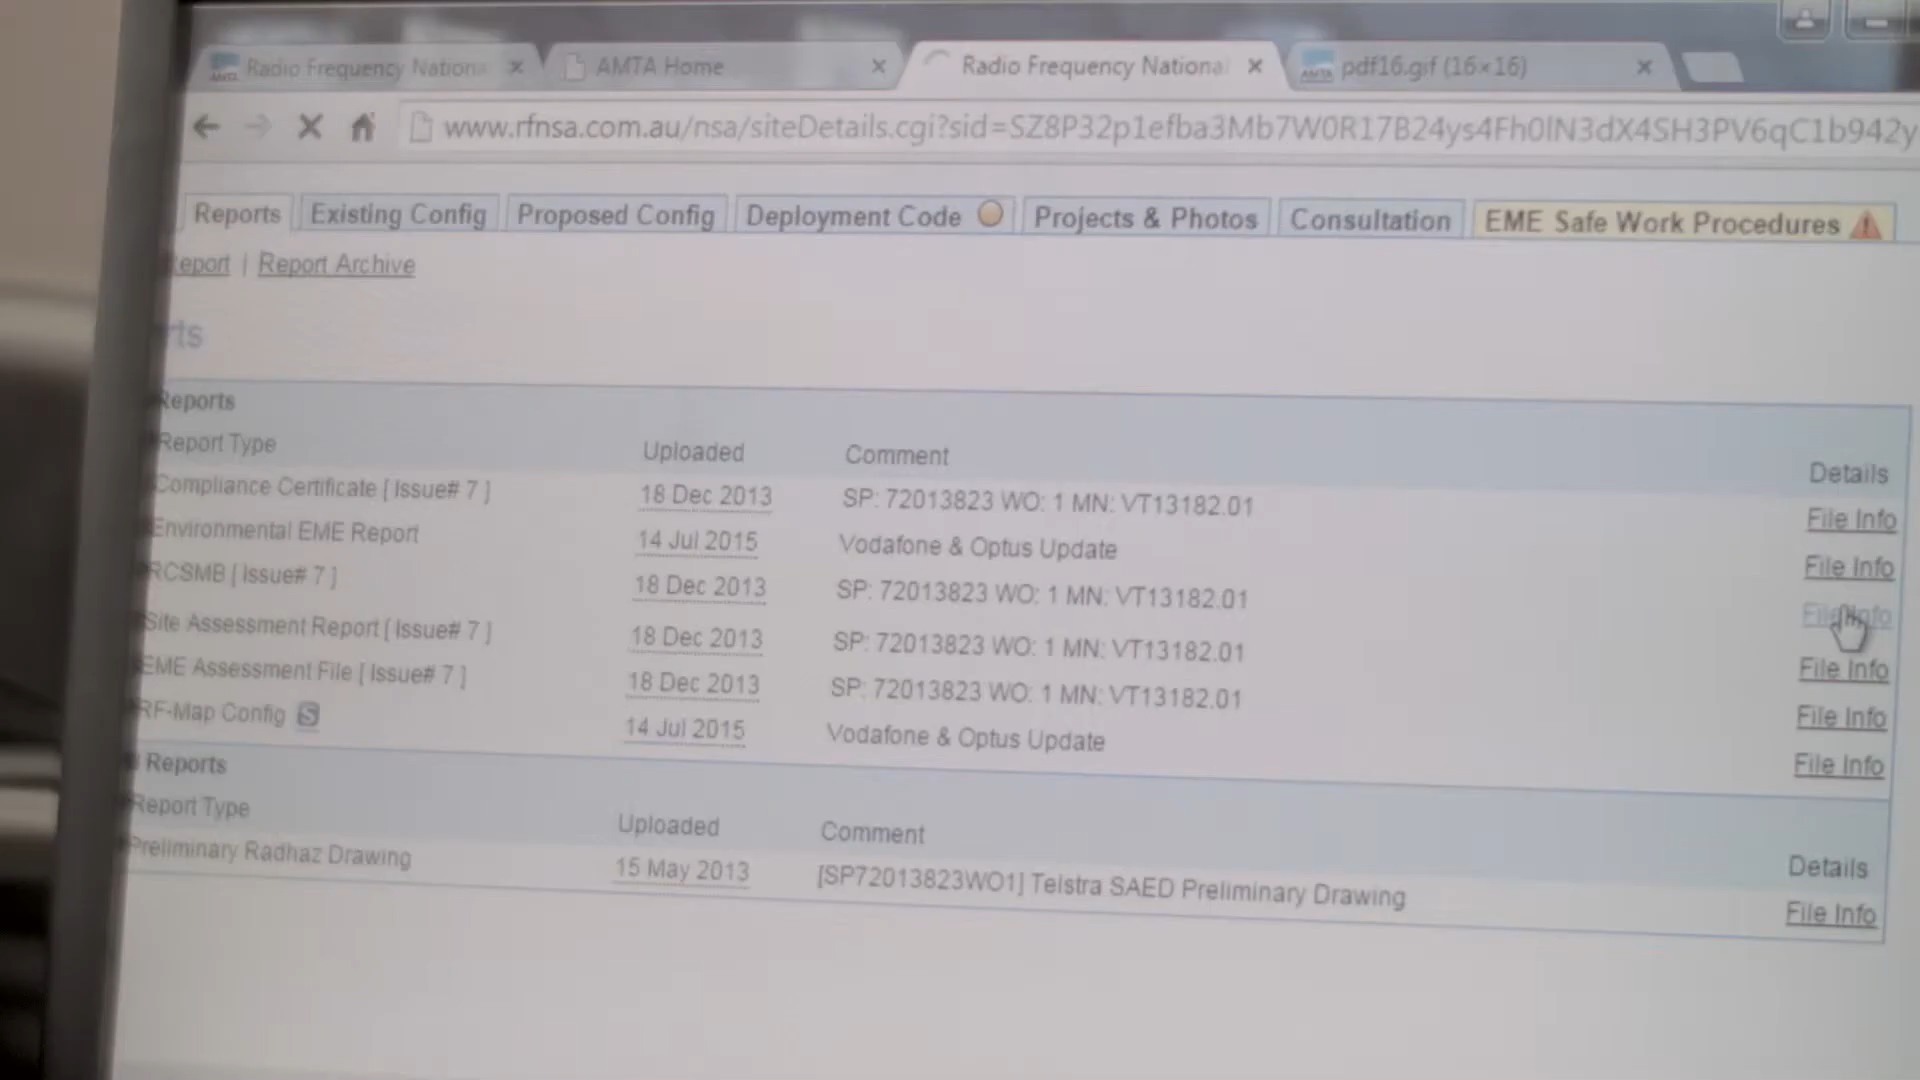 Radio Frequency Nationa
AMTA Home
Radio Frequency Nationa
AMTA pdf16.gif (16×16)
www.rfnsa.com.au/nsa/siteDetails.cgi?sid=SZ8P32p1efba3Mb7W0R17B24ys4Fh0lN3dX4SH3PV6qC1b942y
Reports Existing Config Proposed Config Deployment Code Projects & Photos Consultation EME Safe Work Procedures
eport | Report Archive
rts
Reports
Report Type Uploaded Comment Details
Compliance Certificate [ Issue# 7 ] 18 Dec 2013 SP: 72013823 WO: 1 MN: VT13182.01 File Info
Environmental EME Report 14 Jul 2015 Vodafone & Optus Update File Info
RCSMB [ Issue# 7 ] 18 Dec 2013 SP: 72013823 WO: 1 MN: VT13182.01 File Info
Site Assessment Report [ Issue# 7 ] 18 Dec 2013 SP: 72013823 WO: 1 MN: VT13182.01 File Info
EME Assessment File [ Issue# 7 ] 18 Dec 2013 SP: 72013823 WO: 1 MN: VT13182.01 File Info
RF-Map Config S 14 Jul 2015 Vodafone & Optus Update File Info
Reports
Report Type Uploaded Comment Details
Preliminary Radhaz Drawing 15 May 2013 [SP72013823WO1] Telstra SAED Preliminary Drawing File Info